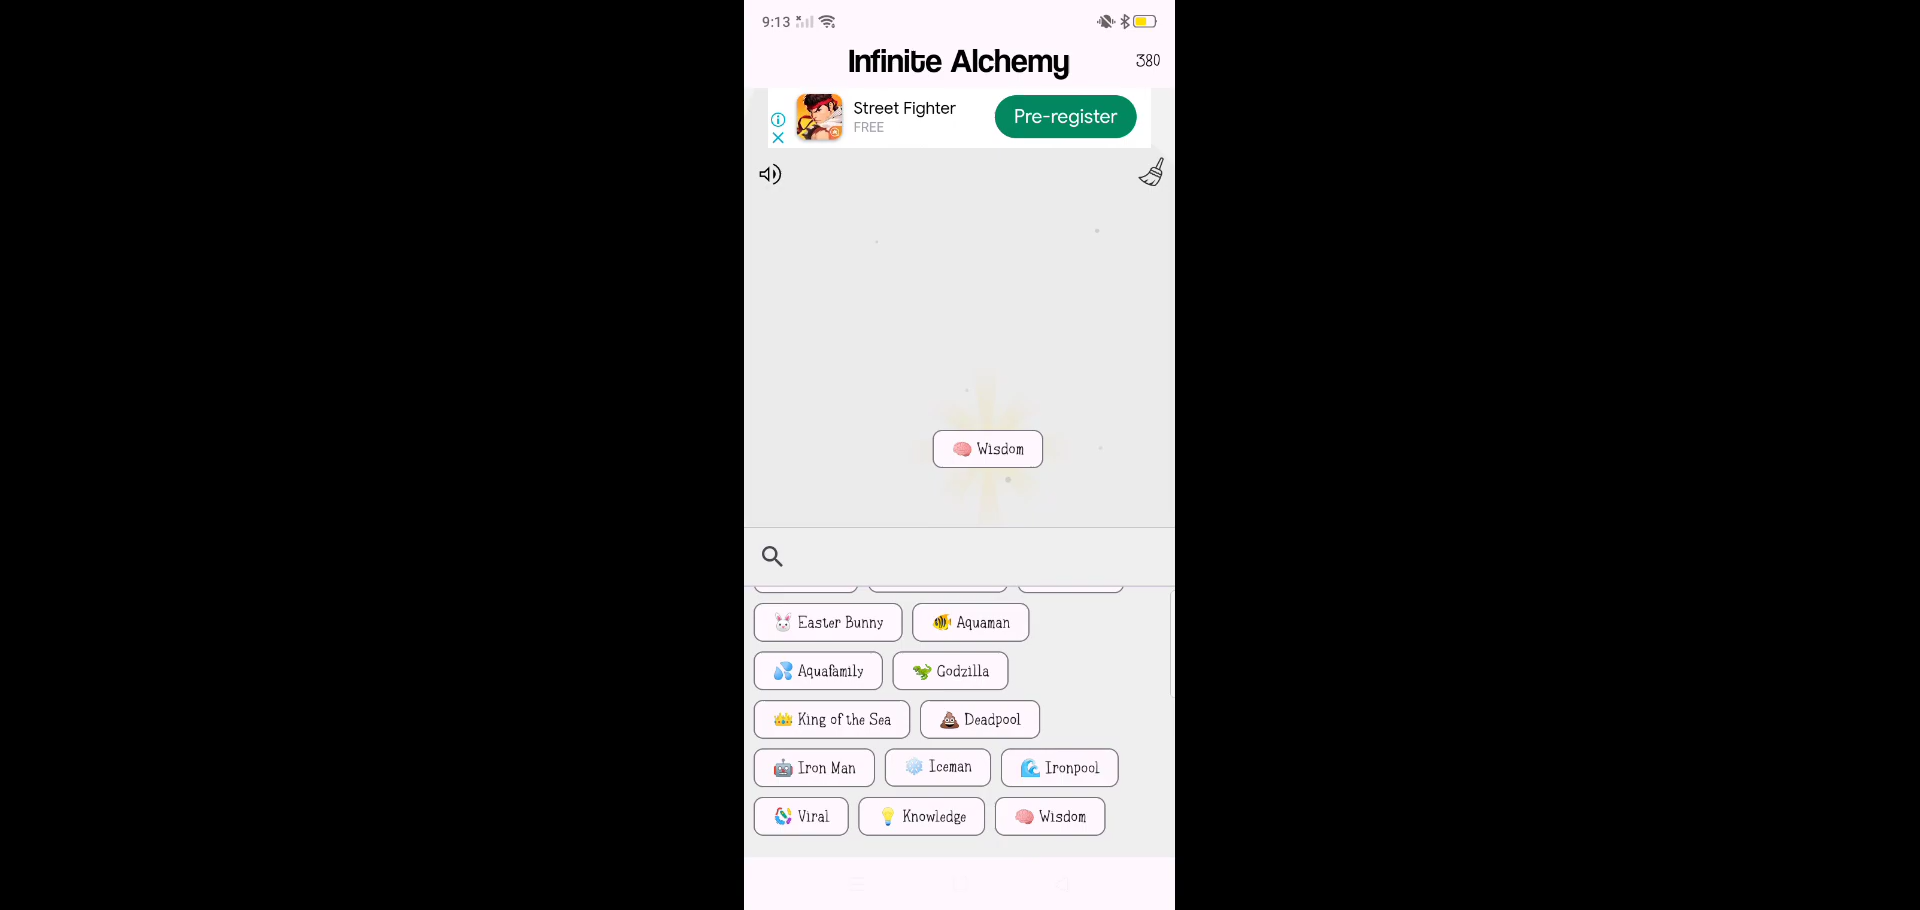 9:13
Infinite Alchemy 380
Street Fighter
FREE
Pre-register
Wisdom
Easter Bunny Aquaman
Aquafamily Godzilla
King of the Sea Deadpool
Iron Man Iceman Ironpool
Viral Knowledge Wisdom